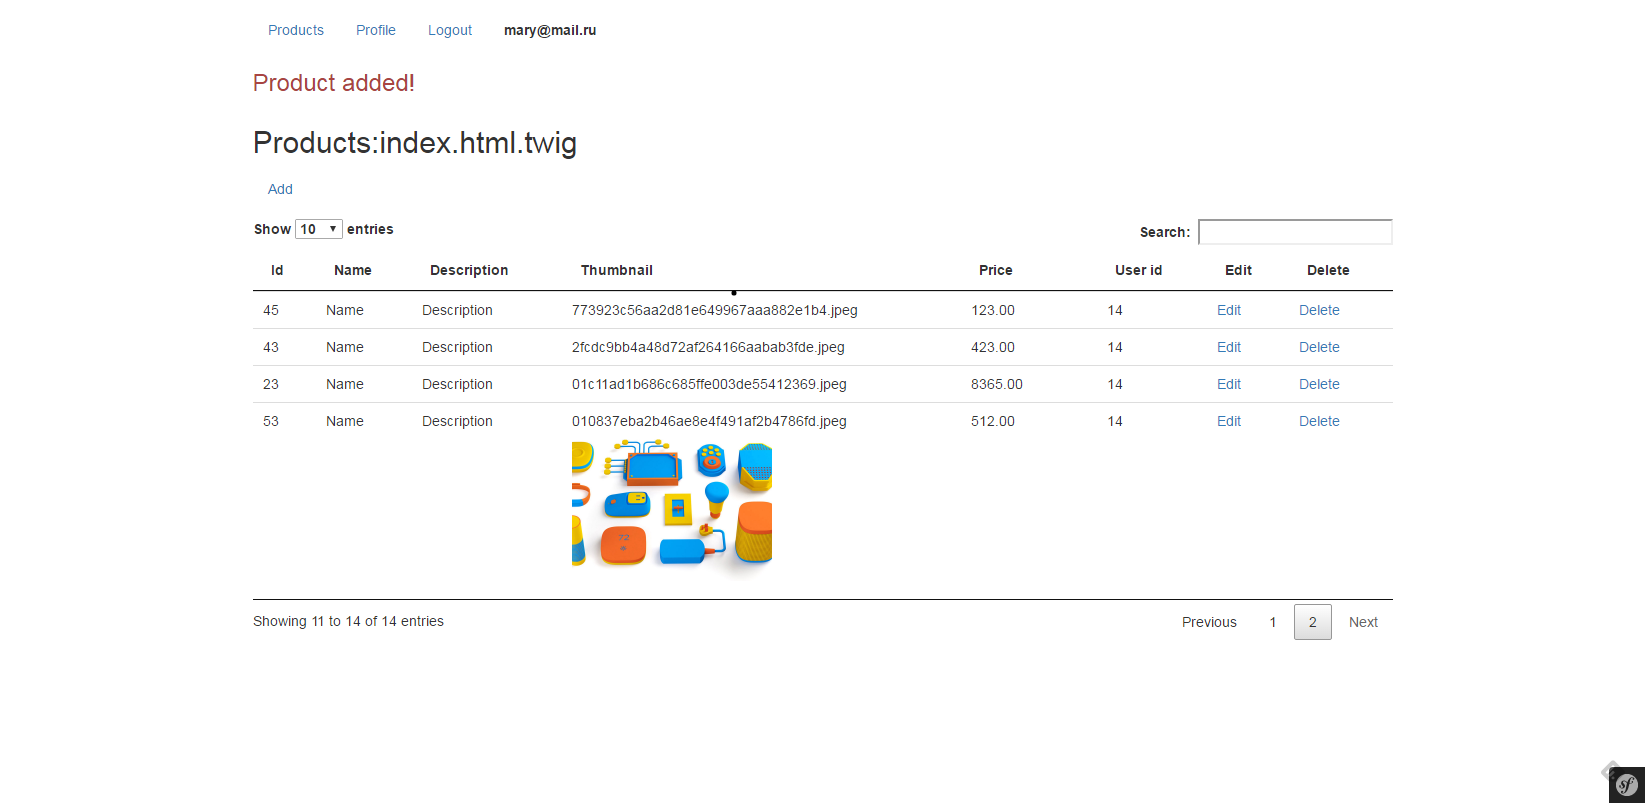 Products Profile Logout mary@mail.ru
Product added!
Products:index.html.twig
Add
Show 10 entries Search:
Id Name Description Thumbnail Price User id Edit Delete
45 Name Description 773923c56aa2d81e649967aaa882e1b4.jpeg 123.00 14 Edit Delete
43 Name Description 2fcdc9bb4a48d72af264166aabab3fde.jpeg 423.00 14 Edit Delete
23 Name Description 01c11ad1b686c685ffe003de55412369.jpeg 8365.00 14 Edit Delete
53 Name Description 010837eba2b46ae8e4f491af2b4786fd.jpeg 512.00 14 Edit Delete
72
Showing 11 to 14 of 14 entries Previous 1 2 Next
sf